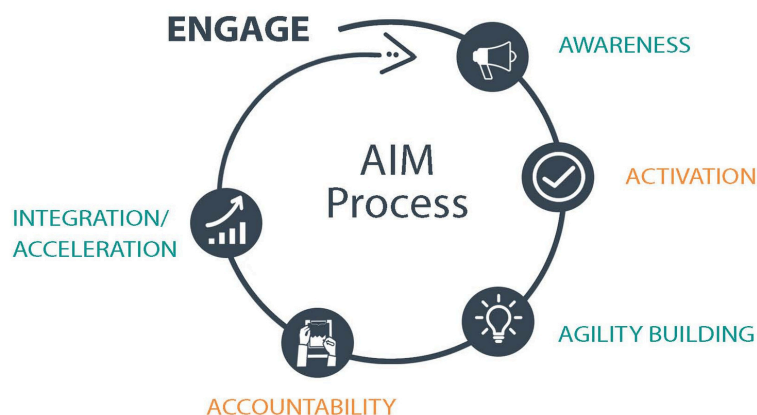 ENGAGE
AWARENESS
AIM
Process
ACTIVATION
INTEGRATION/
ACCELERATION
AGILITY BUILDING
ACCOUNTABILITY